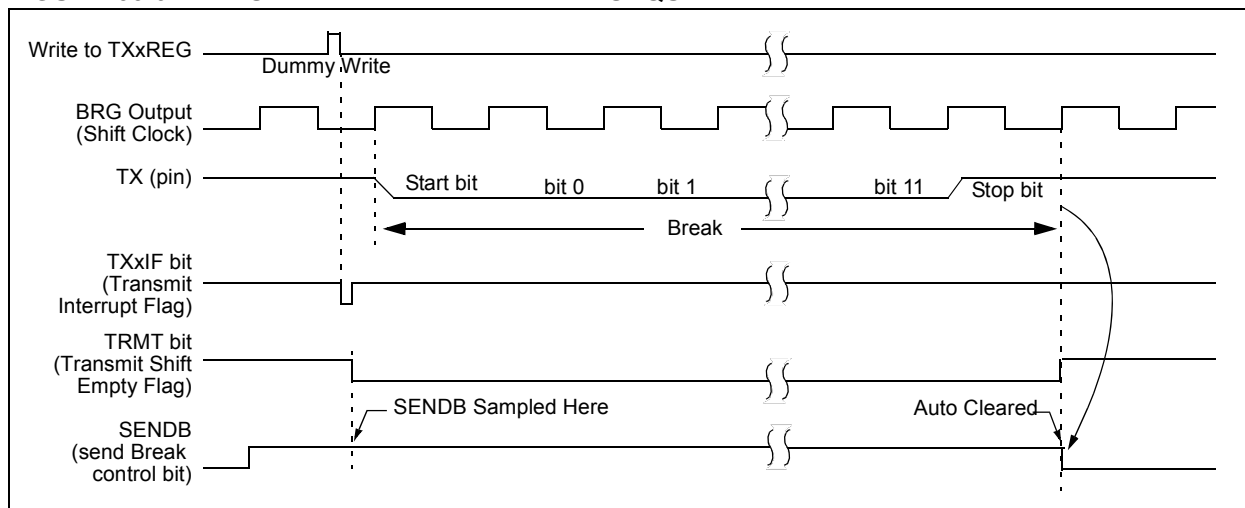 Write to TXxREG
Dummy Write
BRG Output
(Shift Clock)
TX (pin)
Start bit
bit 0
bit 1
bit 11
Stop bit
Break
TXxIF bit
(Transmit
Interrupt Flag)
TRMT bit
(Transmit Shift
Empty Flag)
SENDB Sampled Here
Auto Cleared
SENDB
(send Break
control bit)